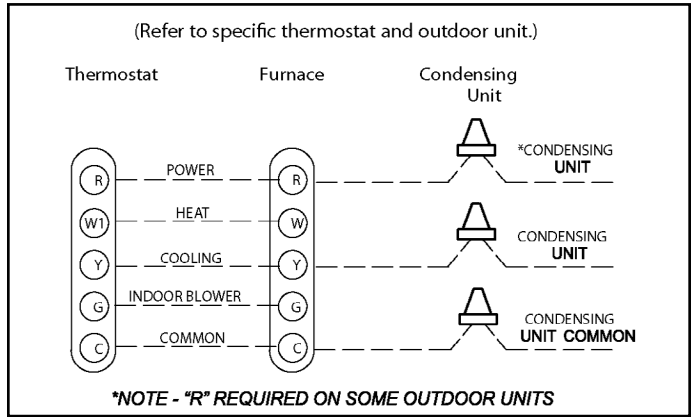 (Refer to specific thermostat and outdoor unit.)
Thermostat
Furnace
Condensing
Unit
R
POWER
R
*CONDENSING
UNIT
W1
HEAT
W
Y
COOLING
Y
CONDENSING
UNIT
G
INDOOR BLOWER
G
C
COMMON
C
CONDENSING
UNIT COMMON
*NOTE - “R” REQUIRED ON SOME OUTDOOR UNITS